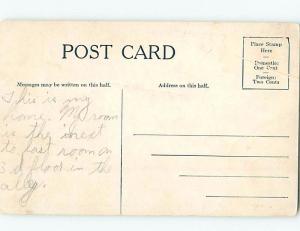 POST CARD
Place Stamp
Here
Domestic
One Cent
Foreign
Two Cents
Messages may be written on this half.
Address on this half.
This is my
home. My room
is the
to last room on
3d floor in the
alley.